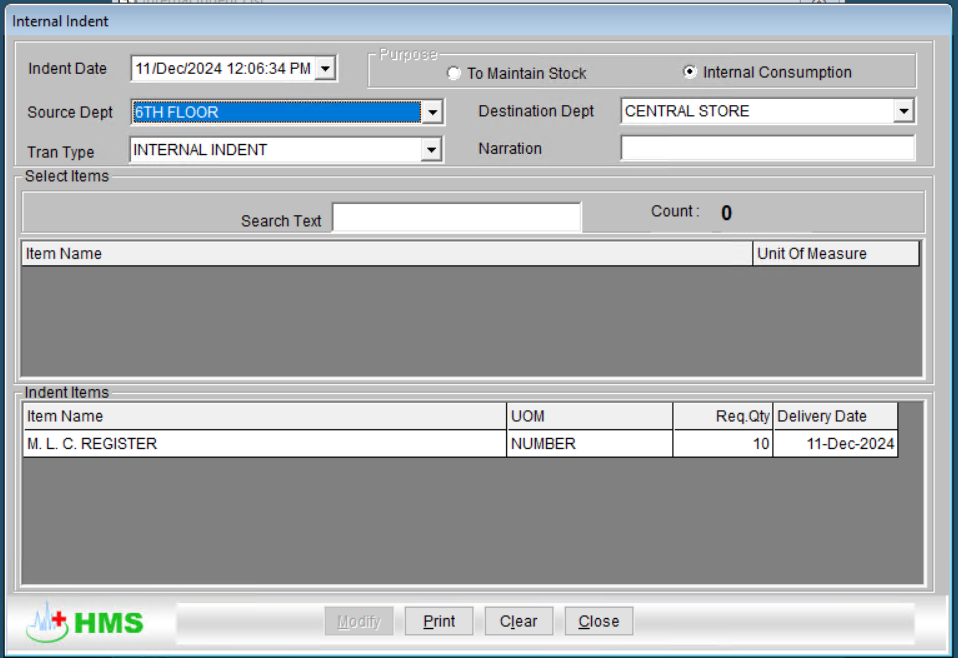 Internal Indent List
Internal Indent
Indent Date 11/Dec/2024 12:06:34 PM
Purpose
To Maintain Stock Internal Consumption
Source Dept 6TH FLOOR Destination Dept CENTRAL STORE
Tran Type INTERNAL INDENT Narration
Select Items
Search Text Count : 0
Item Name Unit Of Measure
Indent Items
Item Name UOM Req.Qty Delivery Date
M. L. C. REGISTER NUMBER 10 11-Dec-2024
HMS Modify Print Clear Close